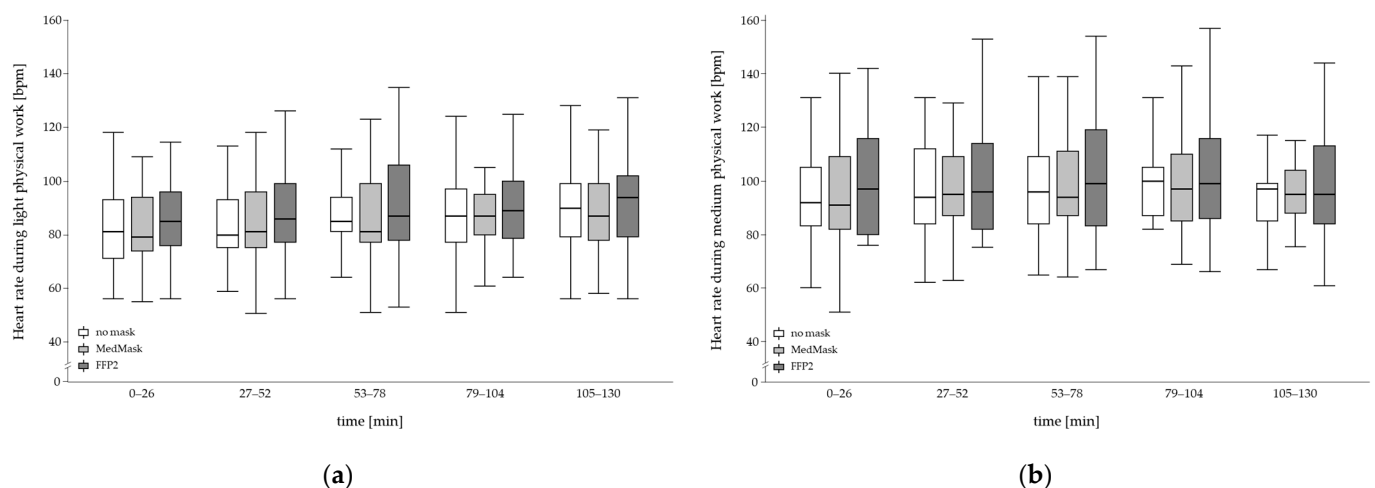 Heart rate during light physical work [bpm]
160
140
120
100
80
60
40
0
no mask
MedMask
FFP2
0–26 27–52 53–78 79–104 105–130
time [min]
(a)
Heart rate during medium physical work [bpm]
160
140
120
100
80
60
40
0
no mask
MedMask
FFP2
0–26 27–52 53–78 79–104 105–130
time [min]
(b)